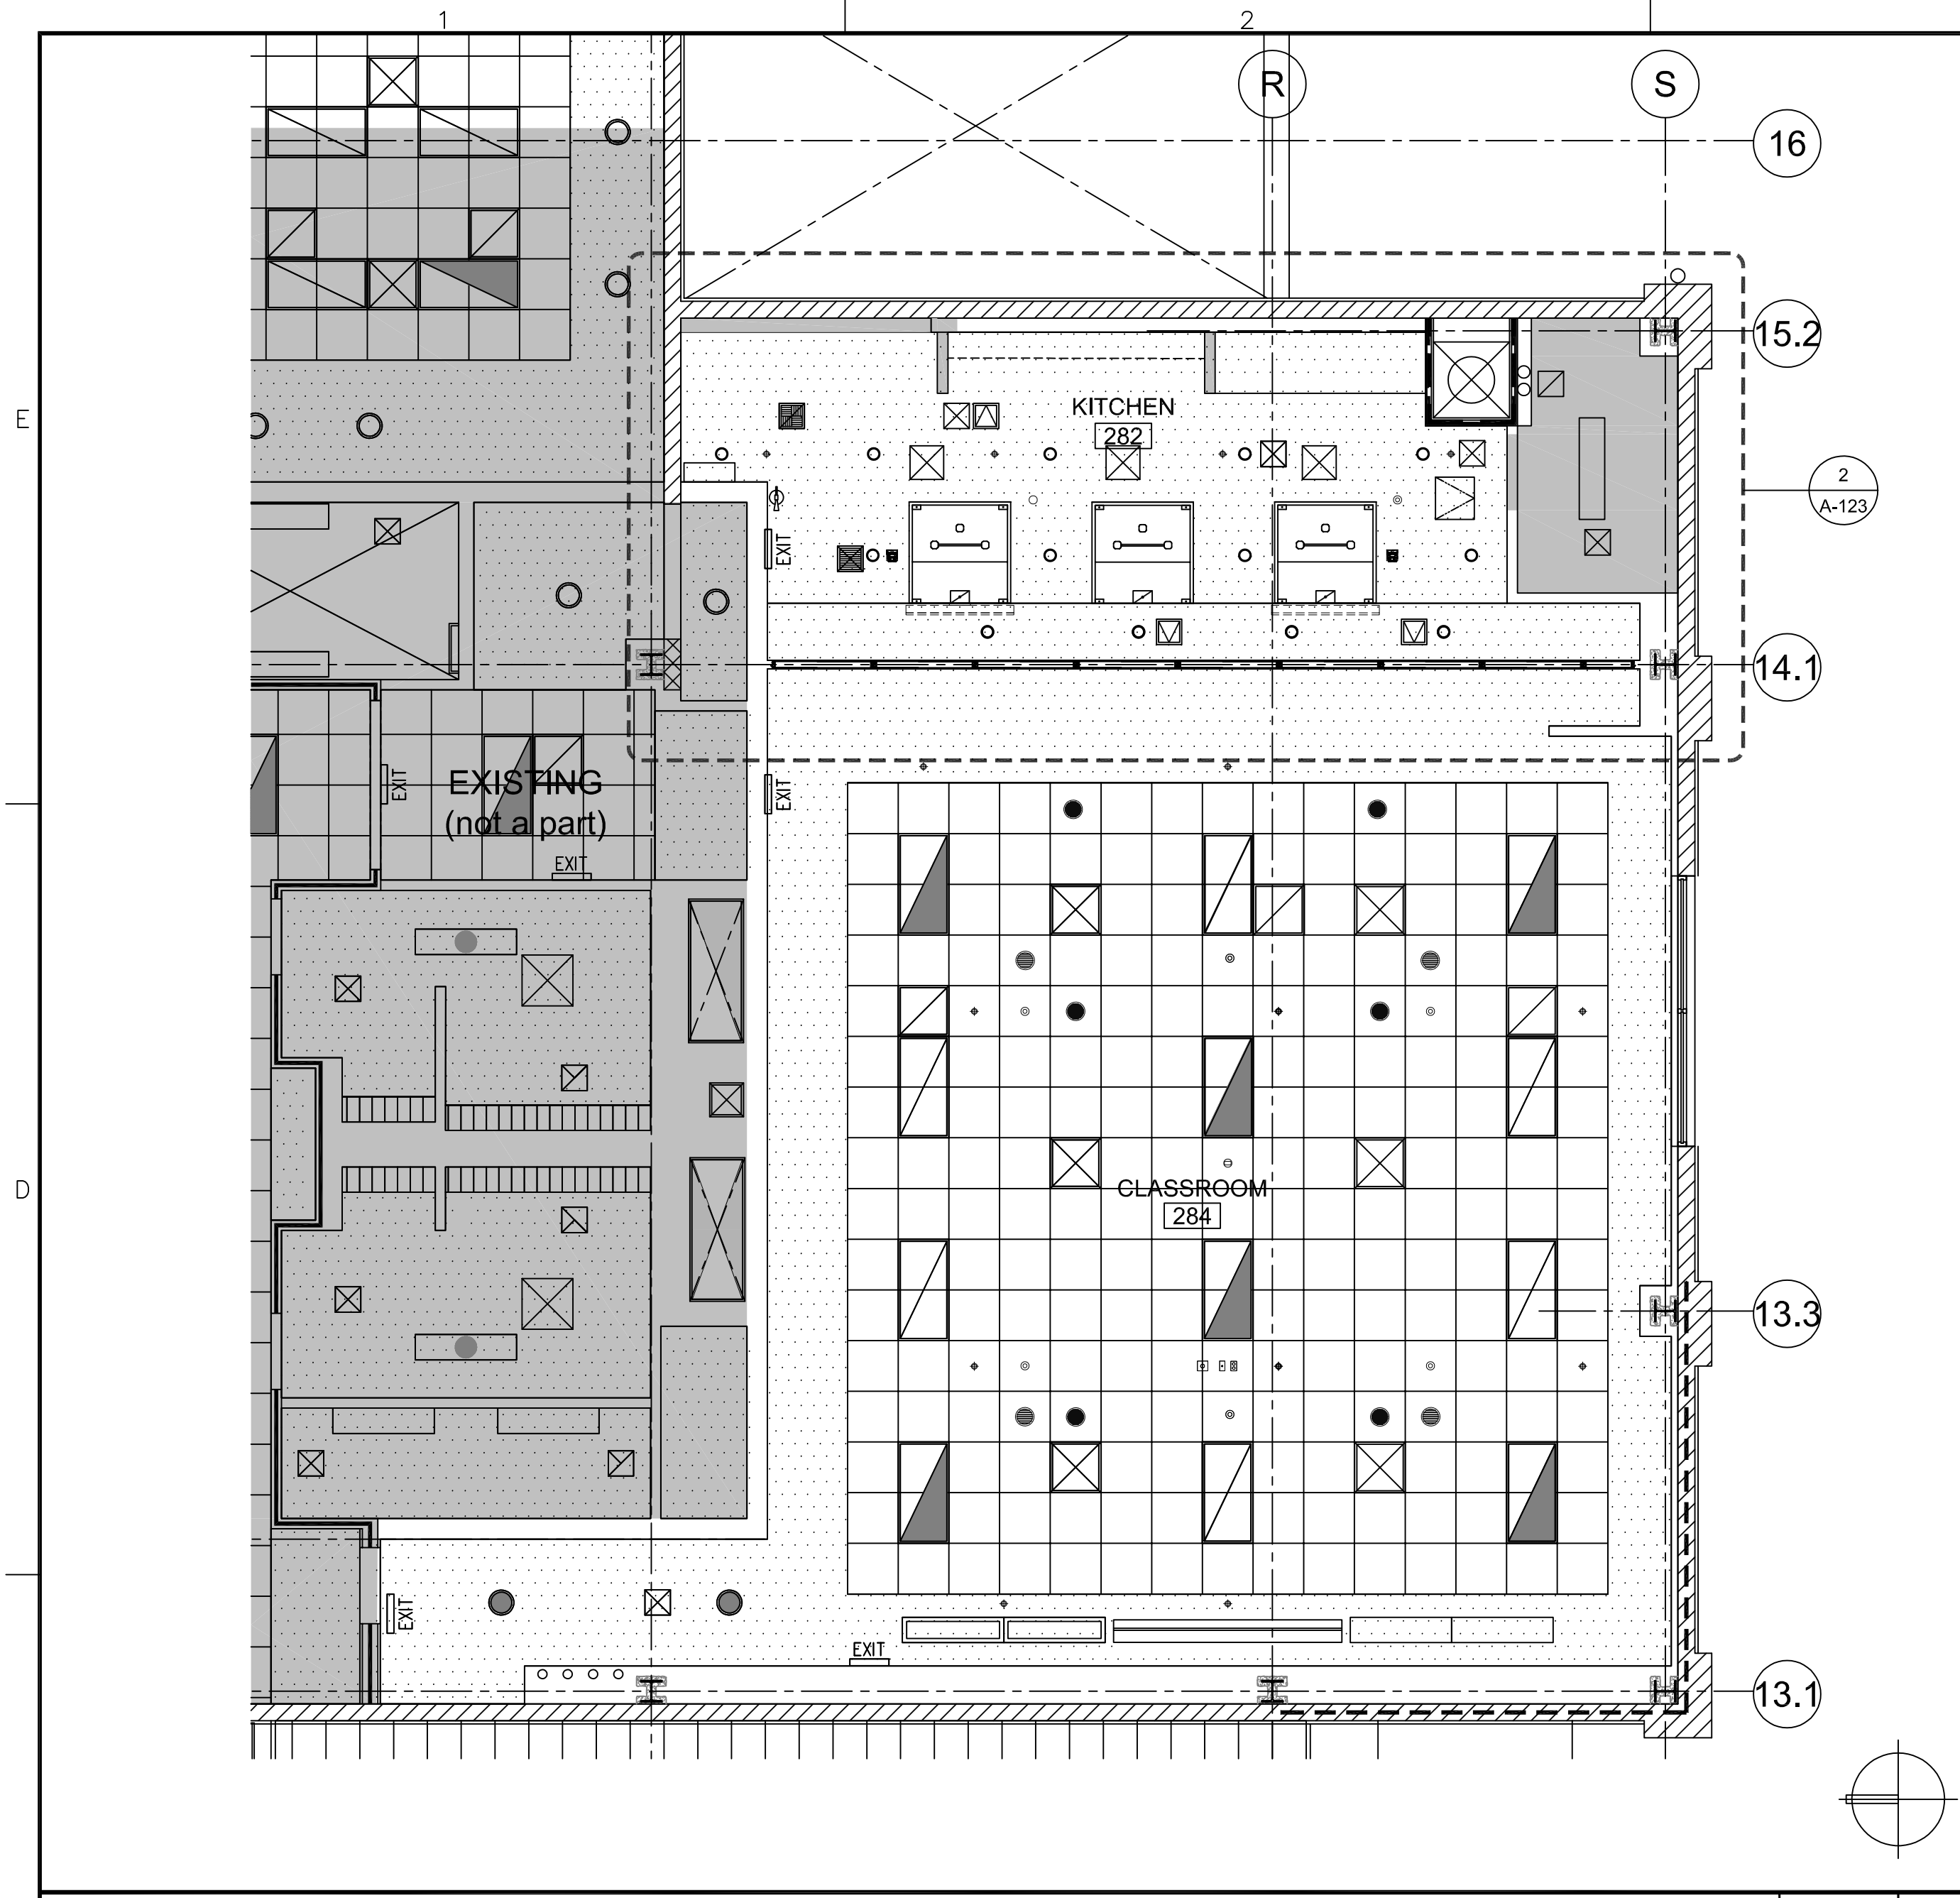 1
2
R
S
16
15.2
E
KITCHEN
282
2
A-123
EXIT
14.1
EXISTING
(not a part)
EXIT
EXIT
EXIT
D
CLASSROOM
284
13.3
EXIT
EXIT
13.1